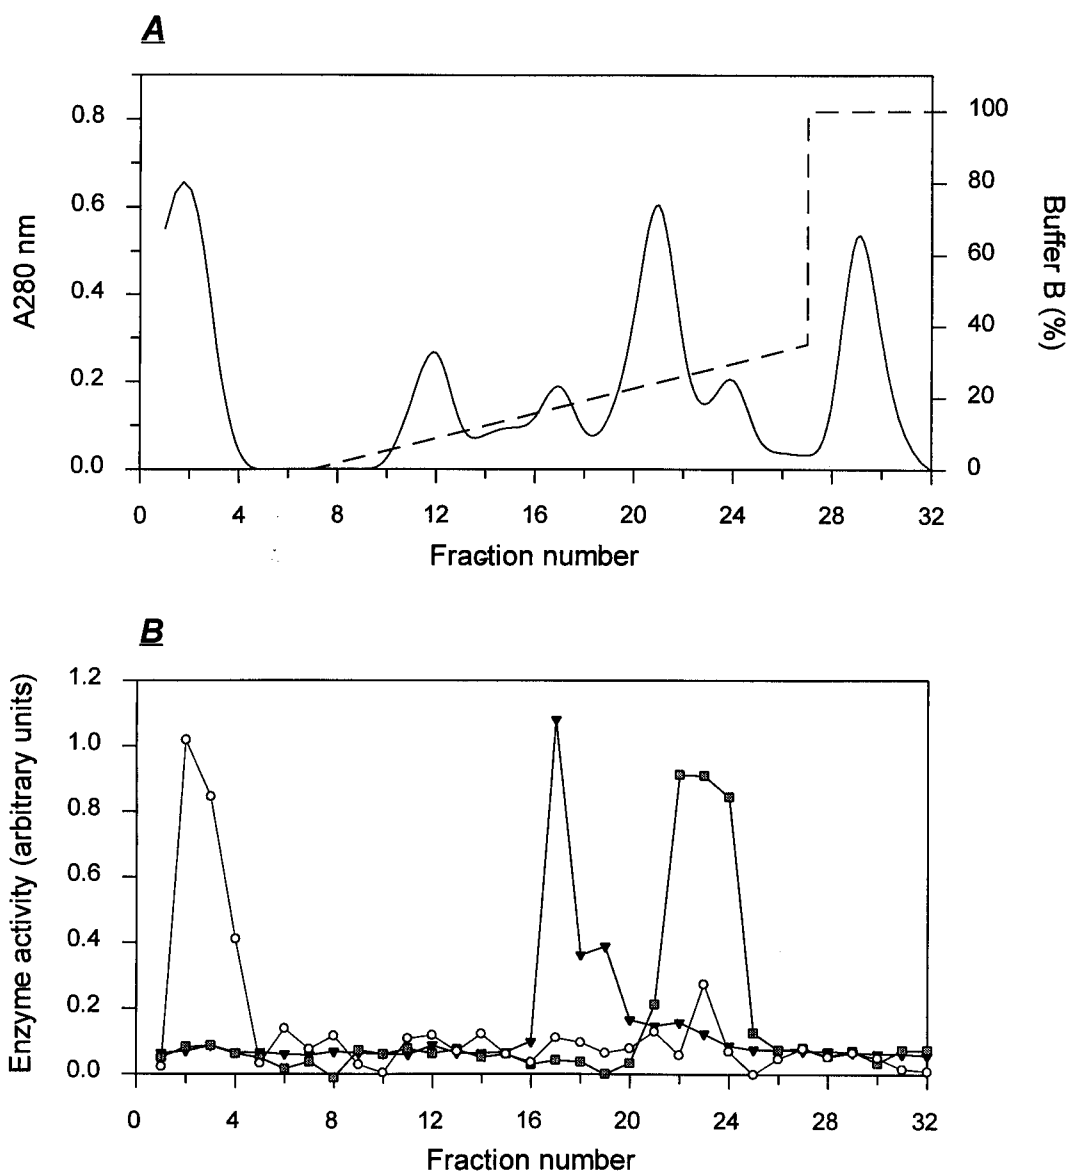 A
0.8
0.6
0.4
0.2
0.0
A280 nm
100
80
60
40
20
0
Buffer B (%)
0 4 8 12 16 20 24 28 32
Fraction number
B
1.2
1.0
0.8
0.6
0.4
0.2
0.0
Enzyme activity (arbitrary units)
0 4 8 12 16 20 24 28 32
Fraction number